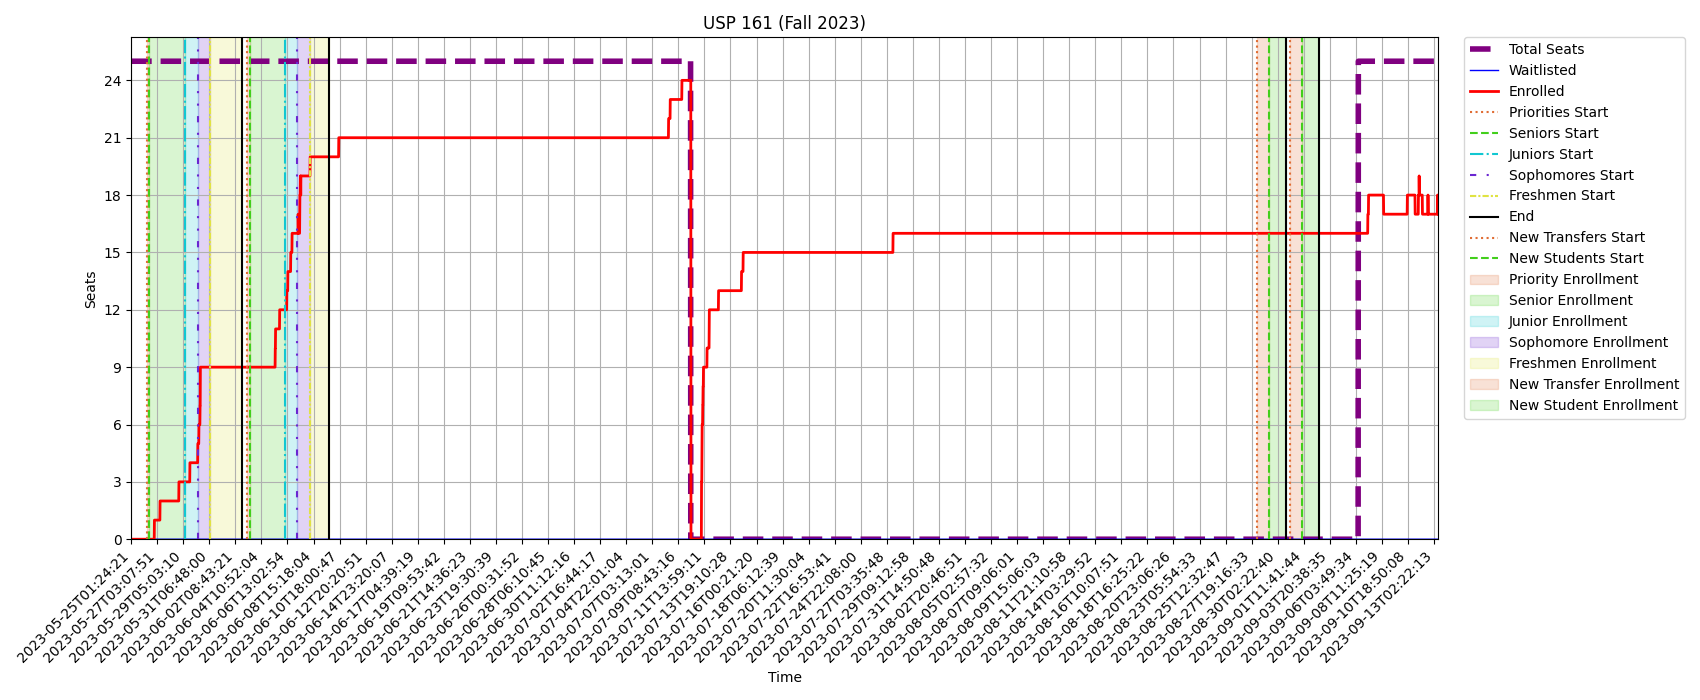 USP 161 (Fall 2023)
Seats
24
21
18
15
12
9
6
3
0
2023-05-25T01:24:21
2023-05-27T03:07:51
2023-05-29T05:03:10
2023-05-31T06:48:00
2023-06-02T08:43:21
2023-06-04T10:52:04
2023-06-06T13:02:54
2023-06-08T15:18:04
2023-06-10T18:00:47
2023-06-12T20:20:51
2023-06-14T23:20:07
2023-06-17T04:39:19
2023-06-19T09:53:42
2023-06-21T14:36:23
2023-06-23T19:30:39
2023-06-26T00:31:52
2023-06-28T06:10:45
2023-06-30T11:12:16
2023-07-02T16:44:17
2023-07-04T22:01:04
2023-07-07T03:13:01
2023-07-09T08:43:16
2023-07-11T13:59:11
2023-07-13T19:10:28
2023-07-16T00:21:20
2023-07-18T06:12:39
2023-07-20T11:30:04
2023-07-22T16:53:41
2023-07-24T22:08:00
2023-07-27T03:35:48
2023-07-29T09:12:58
2023-07-31T14:50:48
2023-08-02T20:46:51
2023-08-05T02:57:32
2023-08-07T09:06:01
2023-08-09T15:06:03
2023-08-11T21:10:58
2023-08-14T03:29:52
2023-08-16T10:07:51
2023-08-18T16:25:22
2023-08-20T23:06:26
2023-08-23T05:54:33
2023-08-25T12:32:47
2023-08-27T19:16:33
2023-08-30T02:22:40
2023-09-01T11:41:44
2023-09-03T20:38:35
2023-09-06T03:49:34
2023-09-08T11:25:19
2023-09-10T18:50:08
2023-09-13T02:22:13
Time
Total Seats
Waitlisted
Enrolled
Priorities Start
Seniors Start
Juniors Start
Sophomores Start
Freshmen Start
End
New Transfers Start
New Students Start
Priority Enrollment
Senior Enrollment
Junior Enrollment
Sophomore Enrollment
Freshmen Enrollment
New Transfer Enrollment
New Student Enrollment